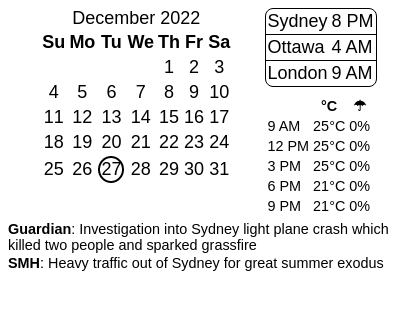 December 2022
Su Mo Tu We Th Fr Sa
1 2 3
4 5 6 7 8 9 10
11 12 13 14 15 16 17
18 19 20 21 22 23 24
25 26 27 28 29 30 31
Sydney 8 PM
Ottawa 4 AM
London 9 AM
°C ☂
9 AM 25°C 0%
12 PM 25°C 0%
3 PM 25°C 0%
6 PM 21°C 0%
9 PM 21°C 0%
Guardian: Investigation into Sydney light plane crash which
killed two people and sparked grassfire
SMH: Heavy traffic out of Sydney for great summer exodus